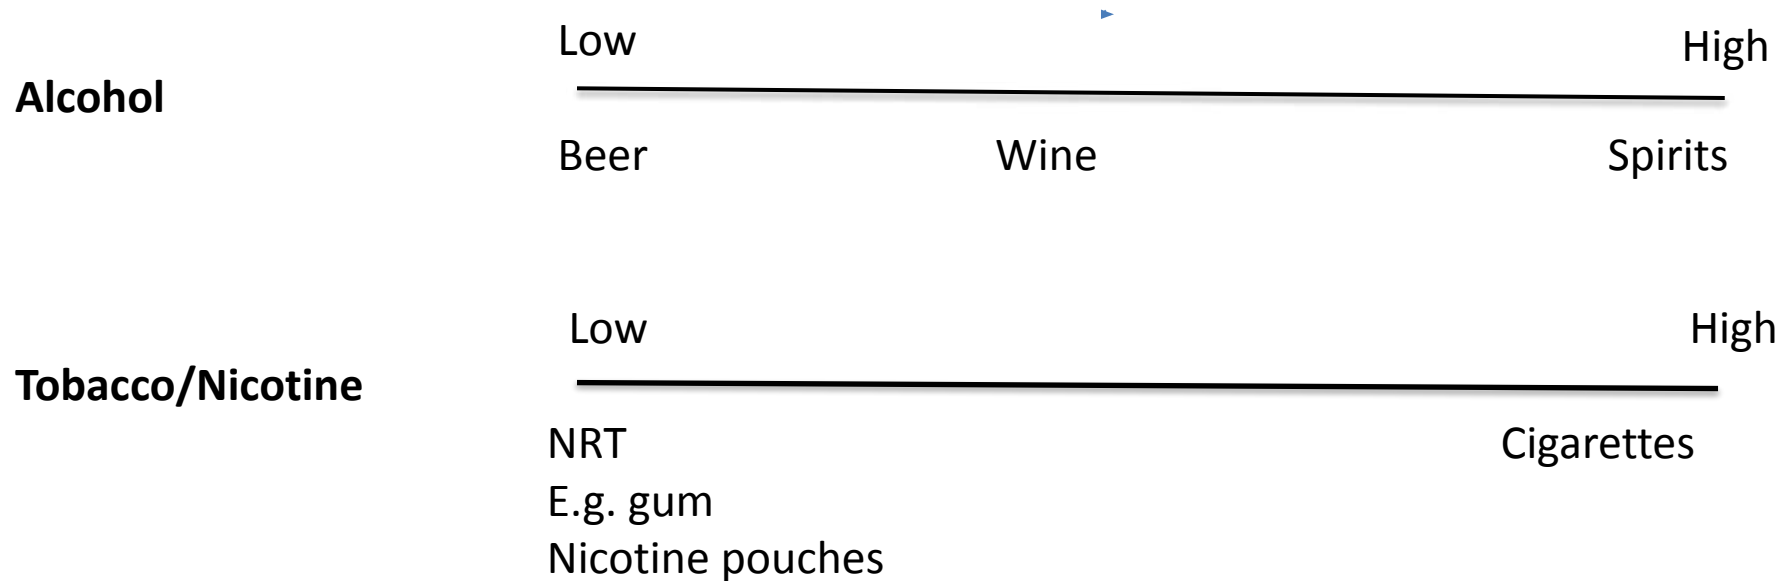 Low High
Alcohol
Beer Wine Spirits
Low High
Tobacco/Nicotine
NRT Cigarettes
E.g. gum
Nicotine pouches